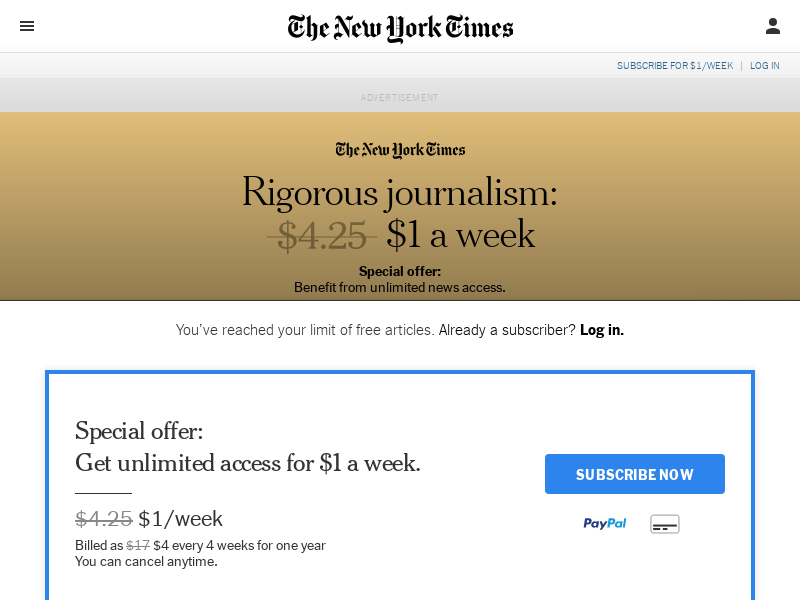 The New York Times
SUBSCRIBE FOR $1/WEEK | LOG IN
ADVERTISEMENT
The New York Times
Rigorous journalism:
$4.25 $1 a week
Special offer:
Benefit from unlimited news access.
You’ve reached your limit of free articles. Already a subscriber? Log in.
Special offer:
Get unlimited access for $1 a week.
SUBSCRIBE NOW
$4.25 $1/week
PayPal
Billed as $17 $4 every 4 weeks for one year
You can cancel anytime.